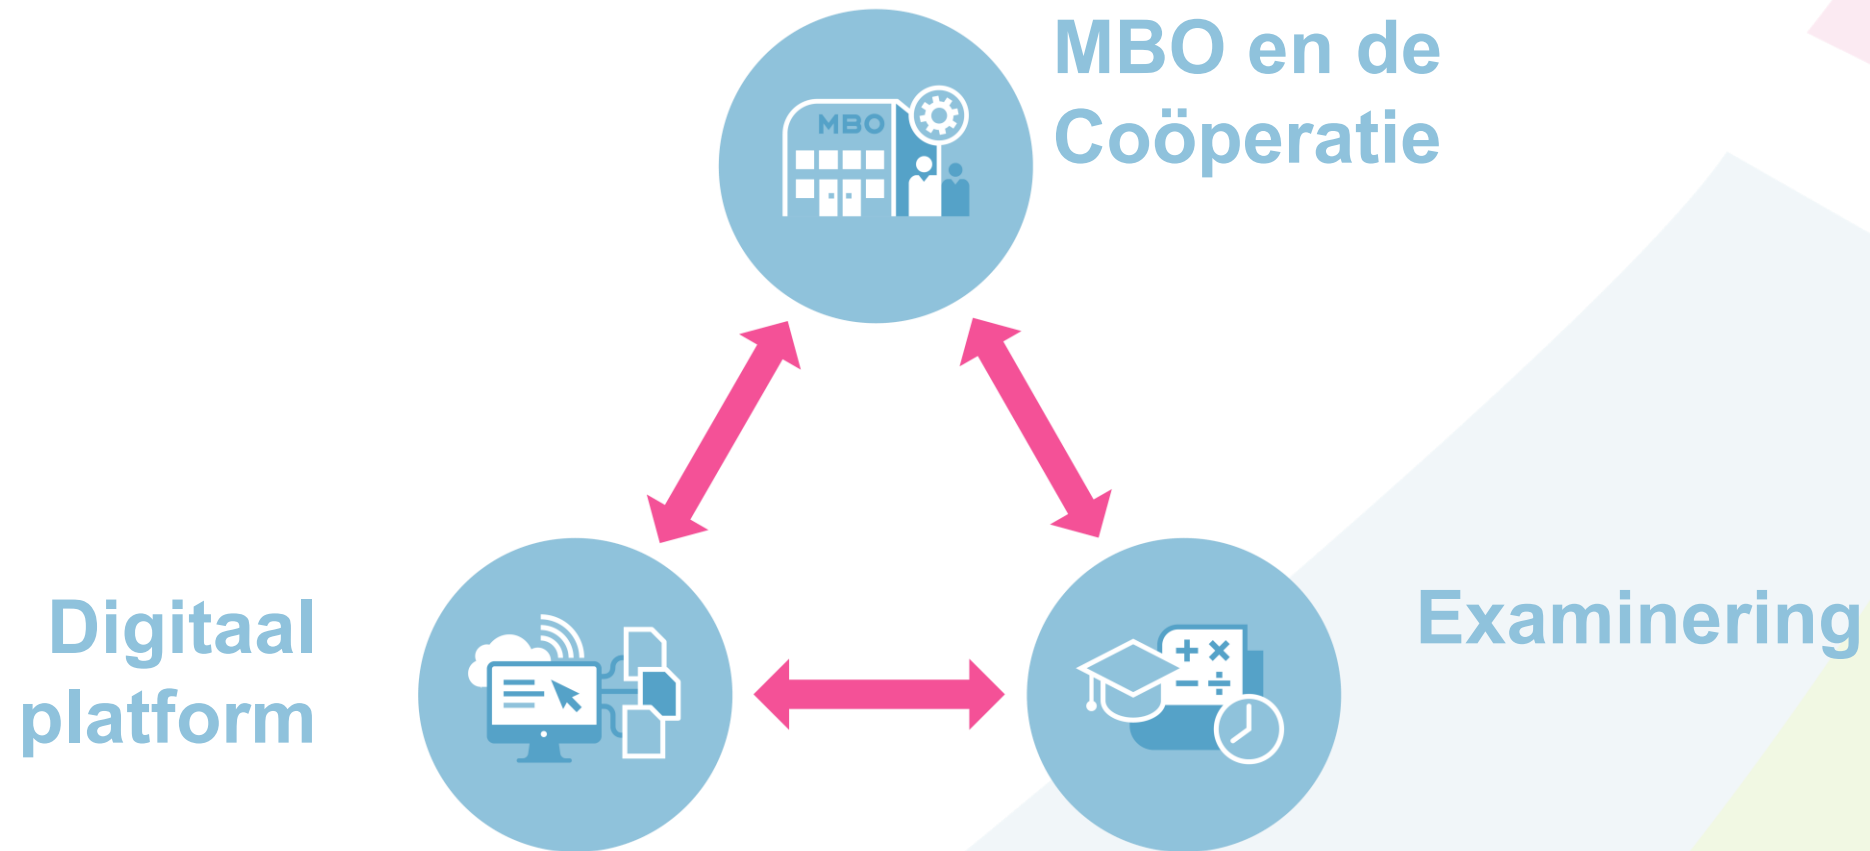 MBO en de
Coöperatie
MBO
Digitaal
platform
Examinering